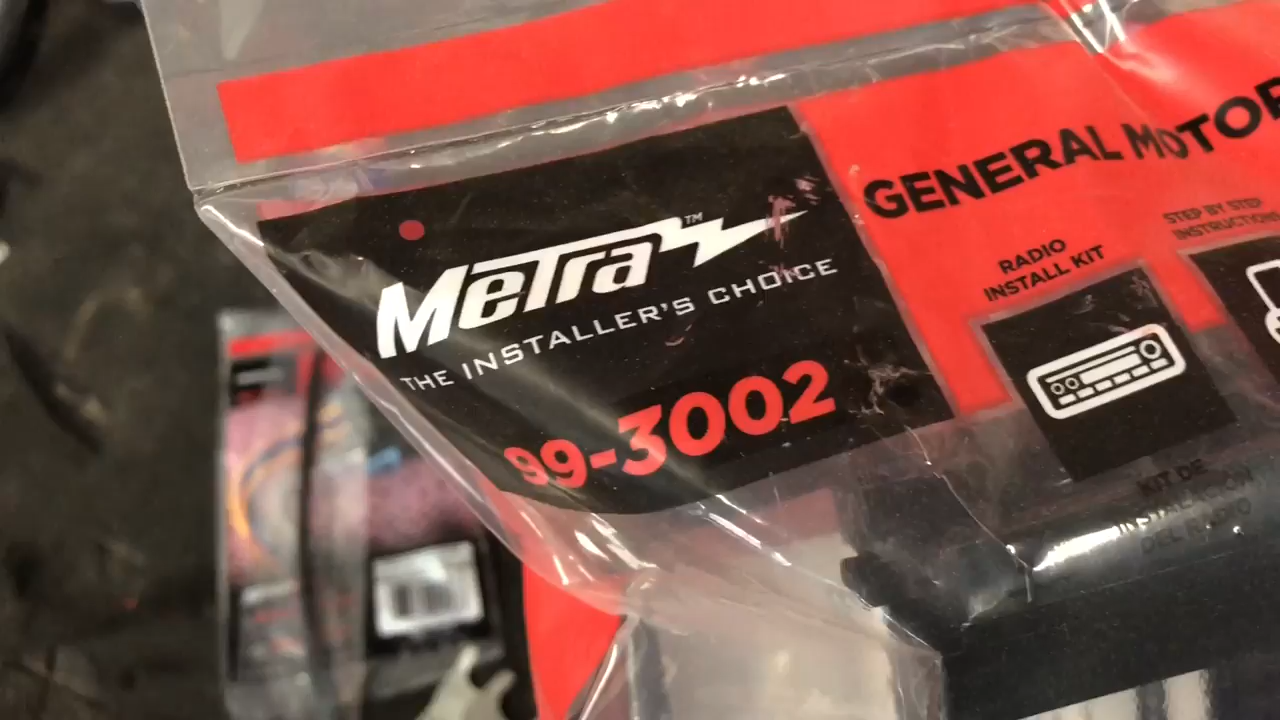 MeTra™
THE INSTALLER'S CHOICE
99-3002
GENERAL MOTOR
RADIO
INSTALL KIT
STEP BY STEP
INSTRUCTIONS
KIT DE
INSTALACION
DEL RADIO